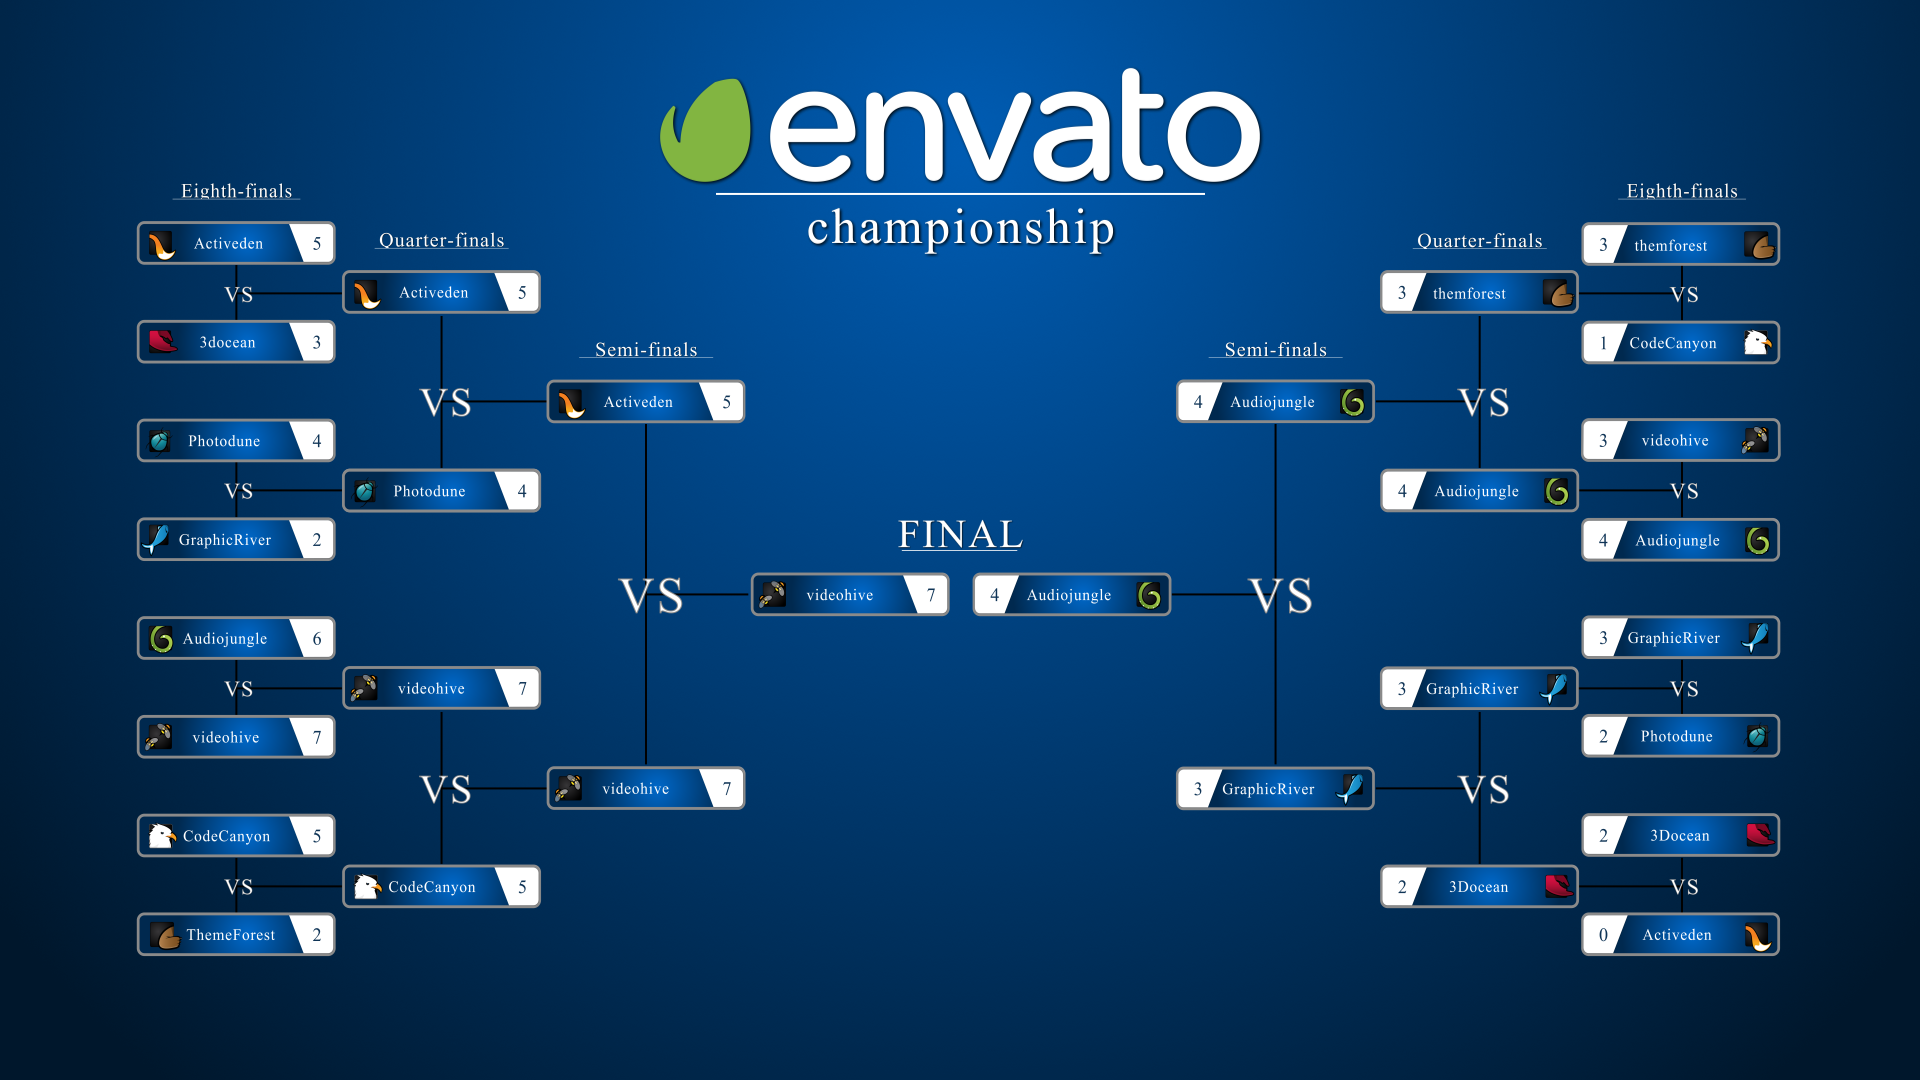 envato
championship
Eighth-finals
Activeden 5
VS
3docean 3
Photodune 4
VS
GraphicRiver 2
Audiojungle 6
VS
videohive 7
CodeCanyon 5
VS
ThemeForest 2
Quarter-finals
Activeden 5
VS
Photodune 4
videohive 7
VS
CodeCanyon 5
Semi-finals
Activeden 5
VS
videohive 7
FINAL
videohive 7
4 Audiojungle
Semi-finals
4 Audiojungle
VS
3 GraphicRiver
Quarter-finals
3 themforest
VS
4 Audiojungle
3 GraphicRiver
VS
2 3Docean
Eighth-finals
3 themforest
VS
1 CodeCanyon
3 videohive
VS
4 Audiojungle
3 GraphicRiver
VS
2 Photodune
2 3Docean
VS
0 Activeden